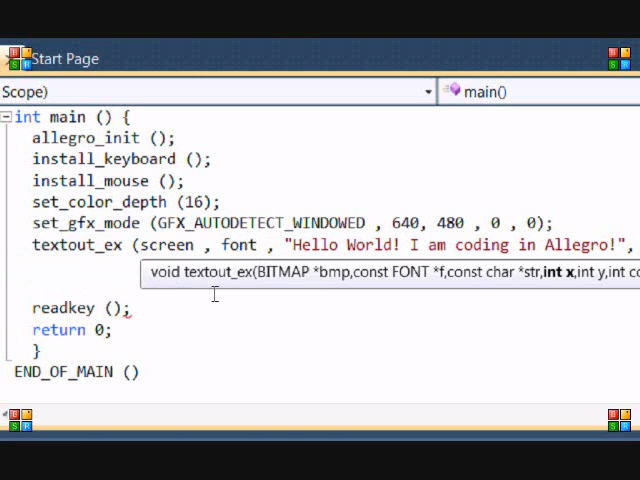 Start Page
Scope)
main()
int main () {
allegro_init ();
install_keyboard ();
install_mouse ();
set_color_depth (16);
set_gfx_mode (GFX_AUTODETECT_WINDOWED , 640, 480 , 0 , 0);
textout_ex (screen , font , "Hello World! I am coding in Allegro!",
void textout_ex(BITMAP *bmp,const FONT *f,const char *str,int x,int y,int co
readkey ();
return 0;
}
END_OF_MAIN ()